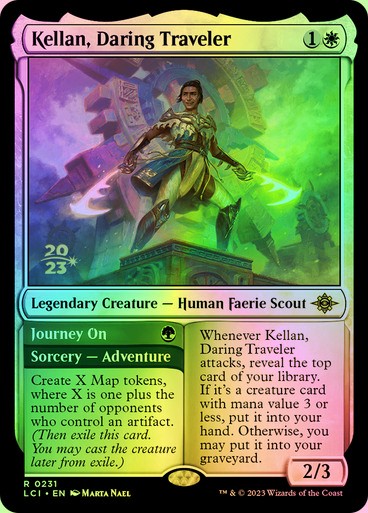 Kellan, Daring Traveler 1
20
23
Legendary Creature — Human Faerie Scout
Journey On
Sorcery — Adventure
Create X Map tokens,
where X is one plus the
number of opponents
who control an artifact.
(Then exile this card.
You may cast the creature
later from exile.)
Whenever Kellan,
Daring Traveler
attacks, reveal the top
card of your library.
If it's a creature card
with mana value 3 or
less, put it into your
hand. Otherwise, you
may put it into your
graveyard.
2/3
R 0231
LCI • EN Marta Nael
™ & © 2023 Wizards of the Coast